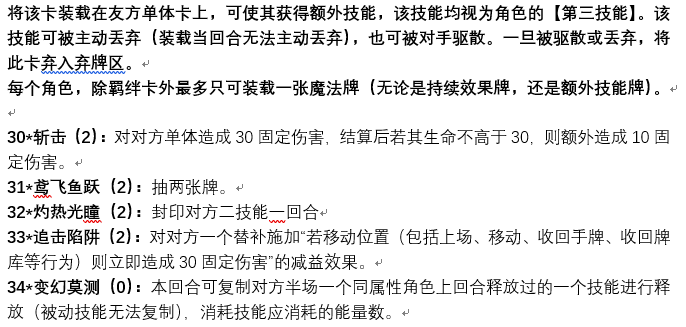 将该卡装载在友方单体卡上，可使其获得额外技能，该技能均视为角色的【第三技能】。该
技能可被主动丢弃（装载当回合无法主动丢弃），也可被对手驱散。一旦被驱散或丢弃，将
此卡弃入弃牌区。
每个角色，除羁绊卡外最多只可装载一张魔法牌（无论是持续效果牌，还是额外技能牌）。

30*斩击（2）：对对方单体造成 30 固定伤害，结算后若其生命不高于 30，则额外造成 10 固
定伤害。
31*鸢飞鱼跃（2）：抽两张牌。
32*灼热光瞳（2）：封印对方二技能一回合
33*追击陷阱（2）：对对方一个替补施加“若移动位置（包括上场、移动、收回手牌、收回牌
库等行为）则立即造成 30 固定伤害”的减益效果。
34*变幻莫测（0）：本回合可复制对方半场一个同属性角色上回合释放过的一个技能进行释
放（被动技能无法复制），消耗技能应消耗的能量数。